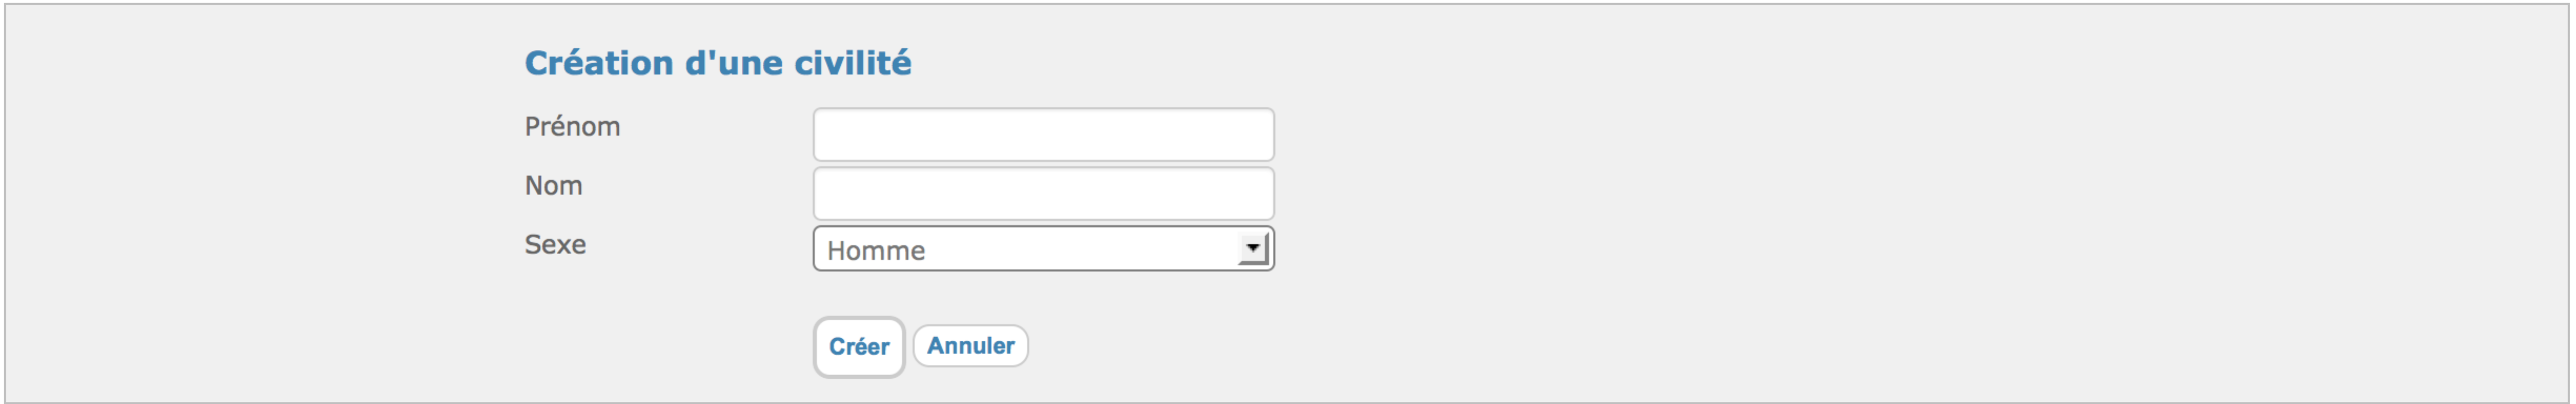 Création d'une civilité
Prénom
Nom
Sexe
Homme
Créer Annuler